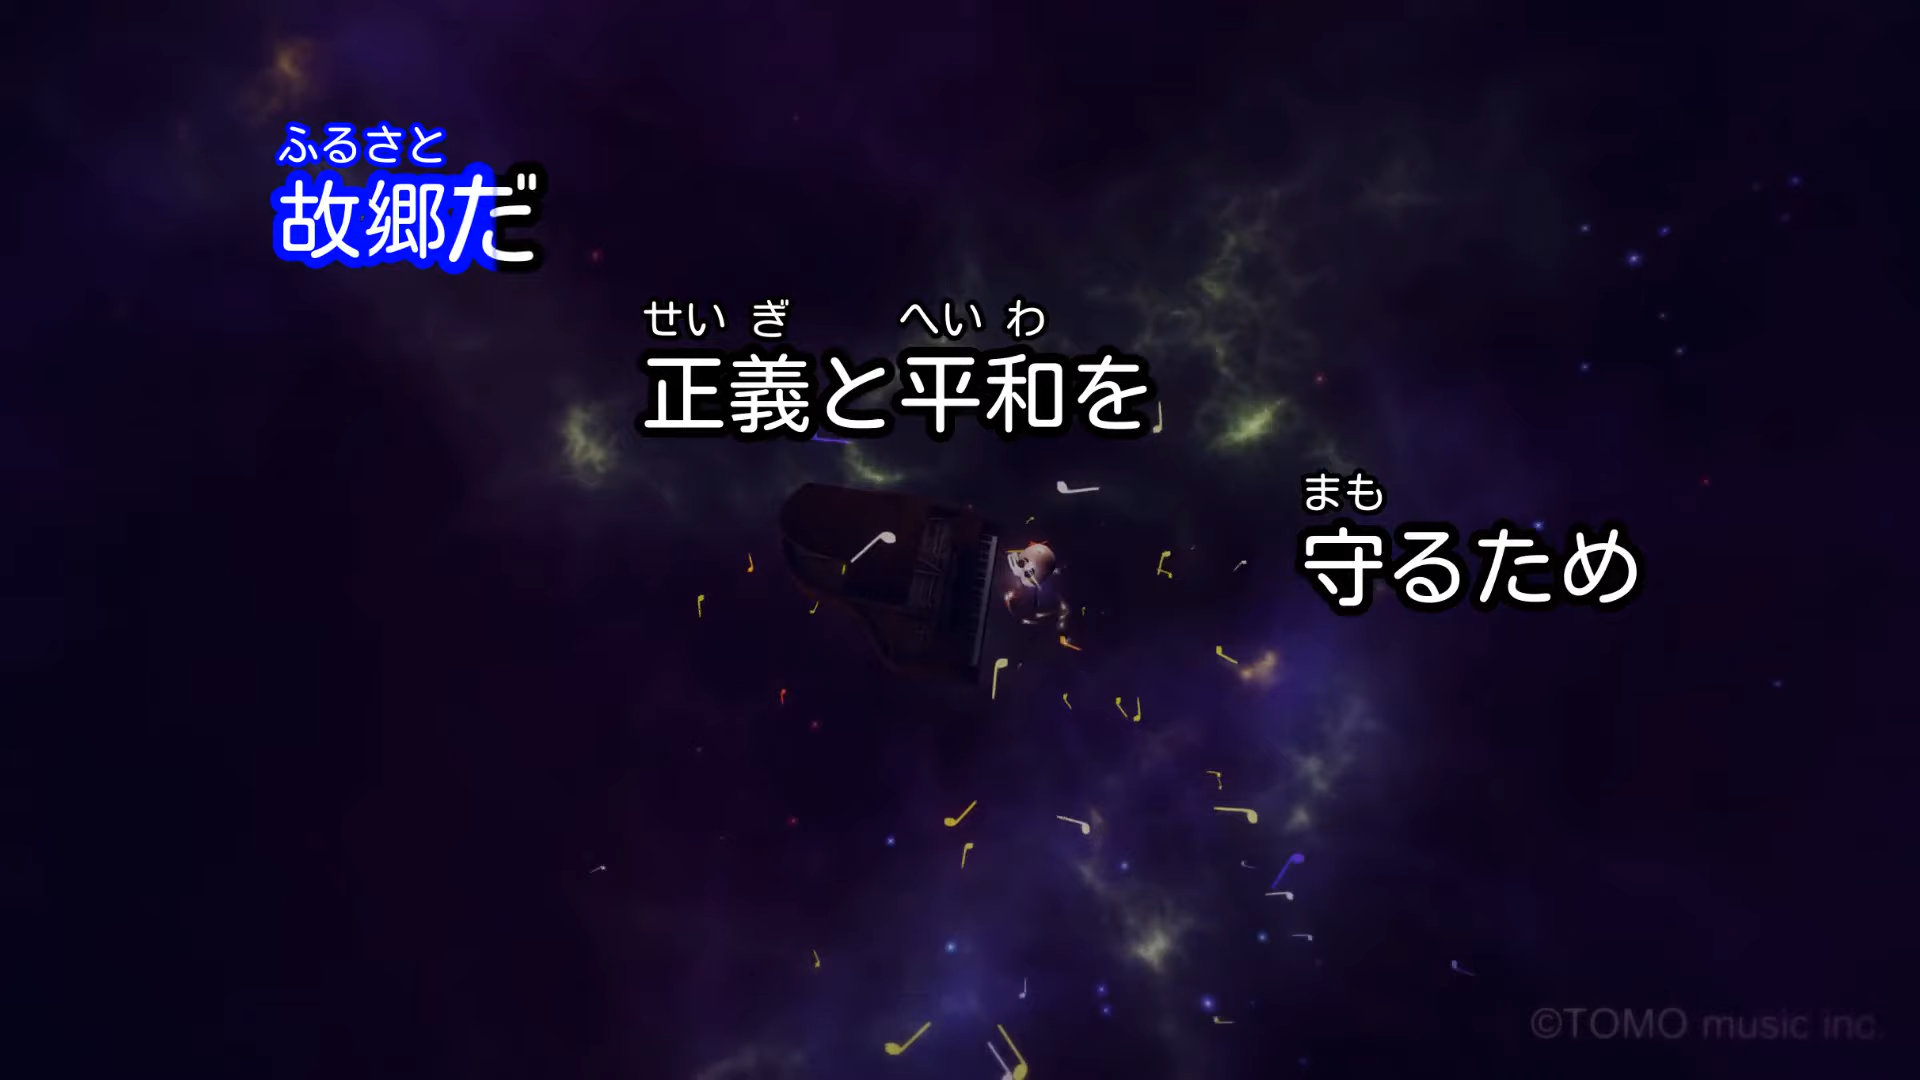 ふるさと
故郷だ
せいぎ へいわ
正義と平和を
まも
守るため
©TOMO music inc.